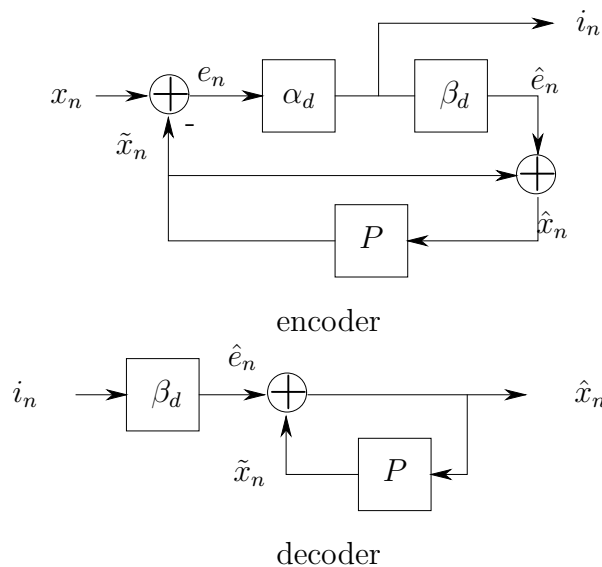 i_n
x_n
e_n
α_d
β_d
ê_n
-
x̃_n
x̂_n
P
encoder
i_n
β_d
ê_n
x̂_n
x̃_n
P
decoder